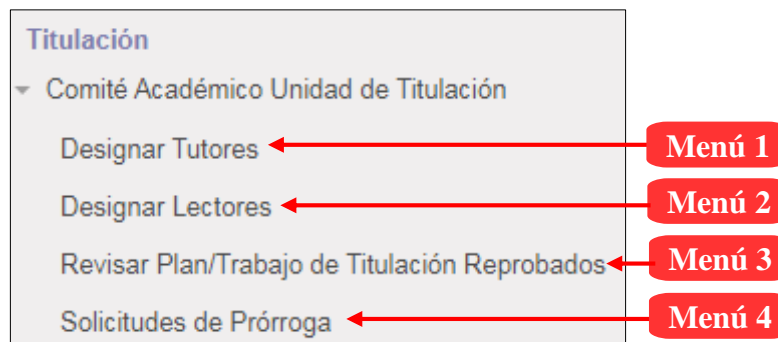 Titulación
Comité Académico Unidad de Titulación
Designar Tutores
Menú 1
Designar Lectores
Menú 2
Revisar Plan/Trabajo de Titulación Reprobados
Menú 3
Solicitudes de Prórroga
Menú 4